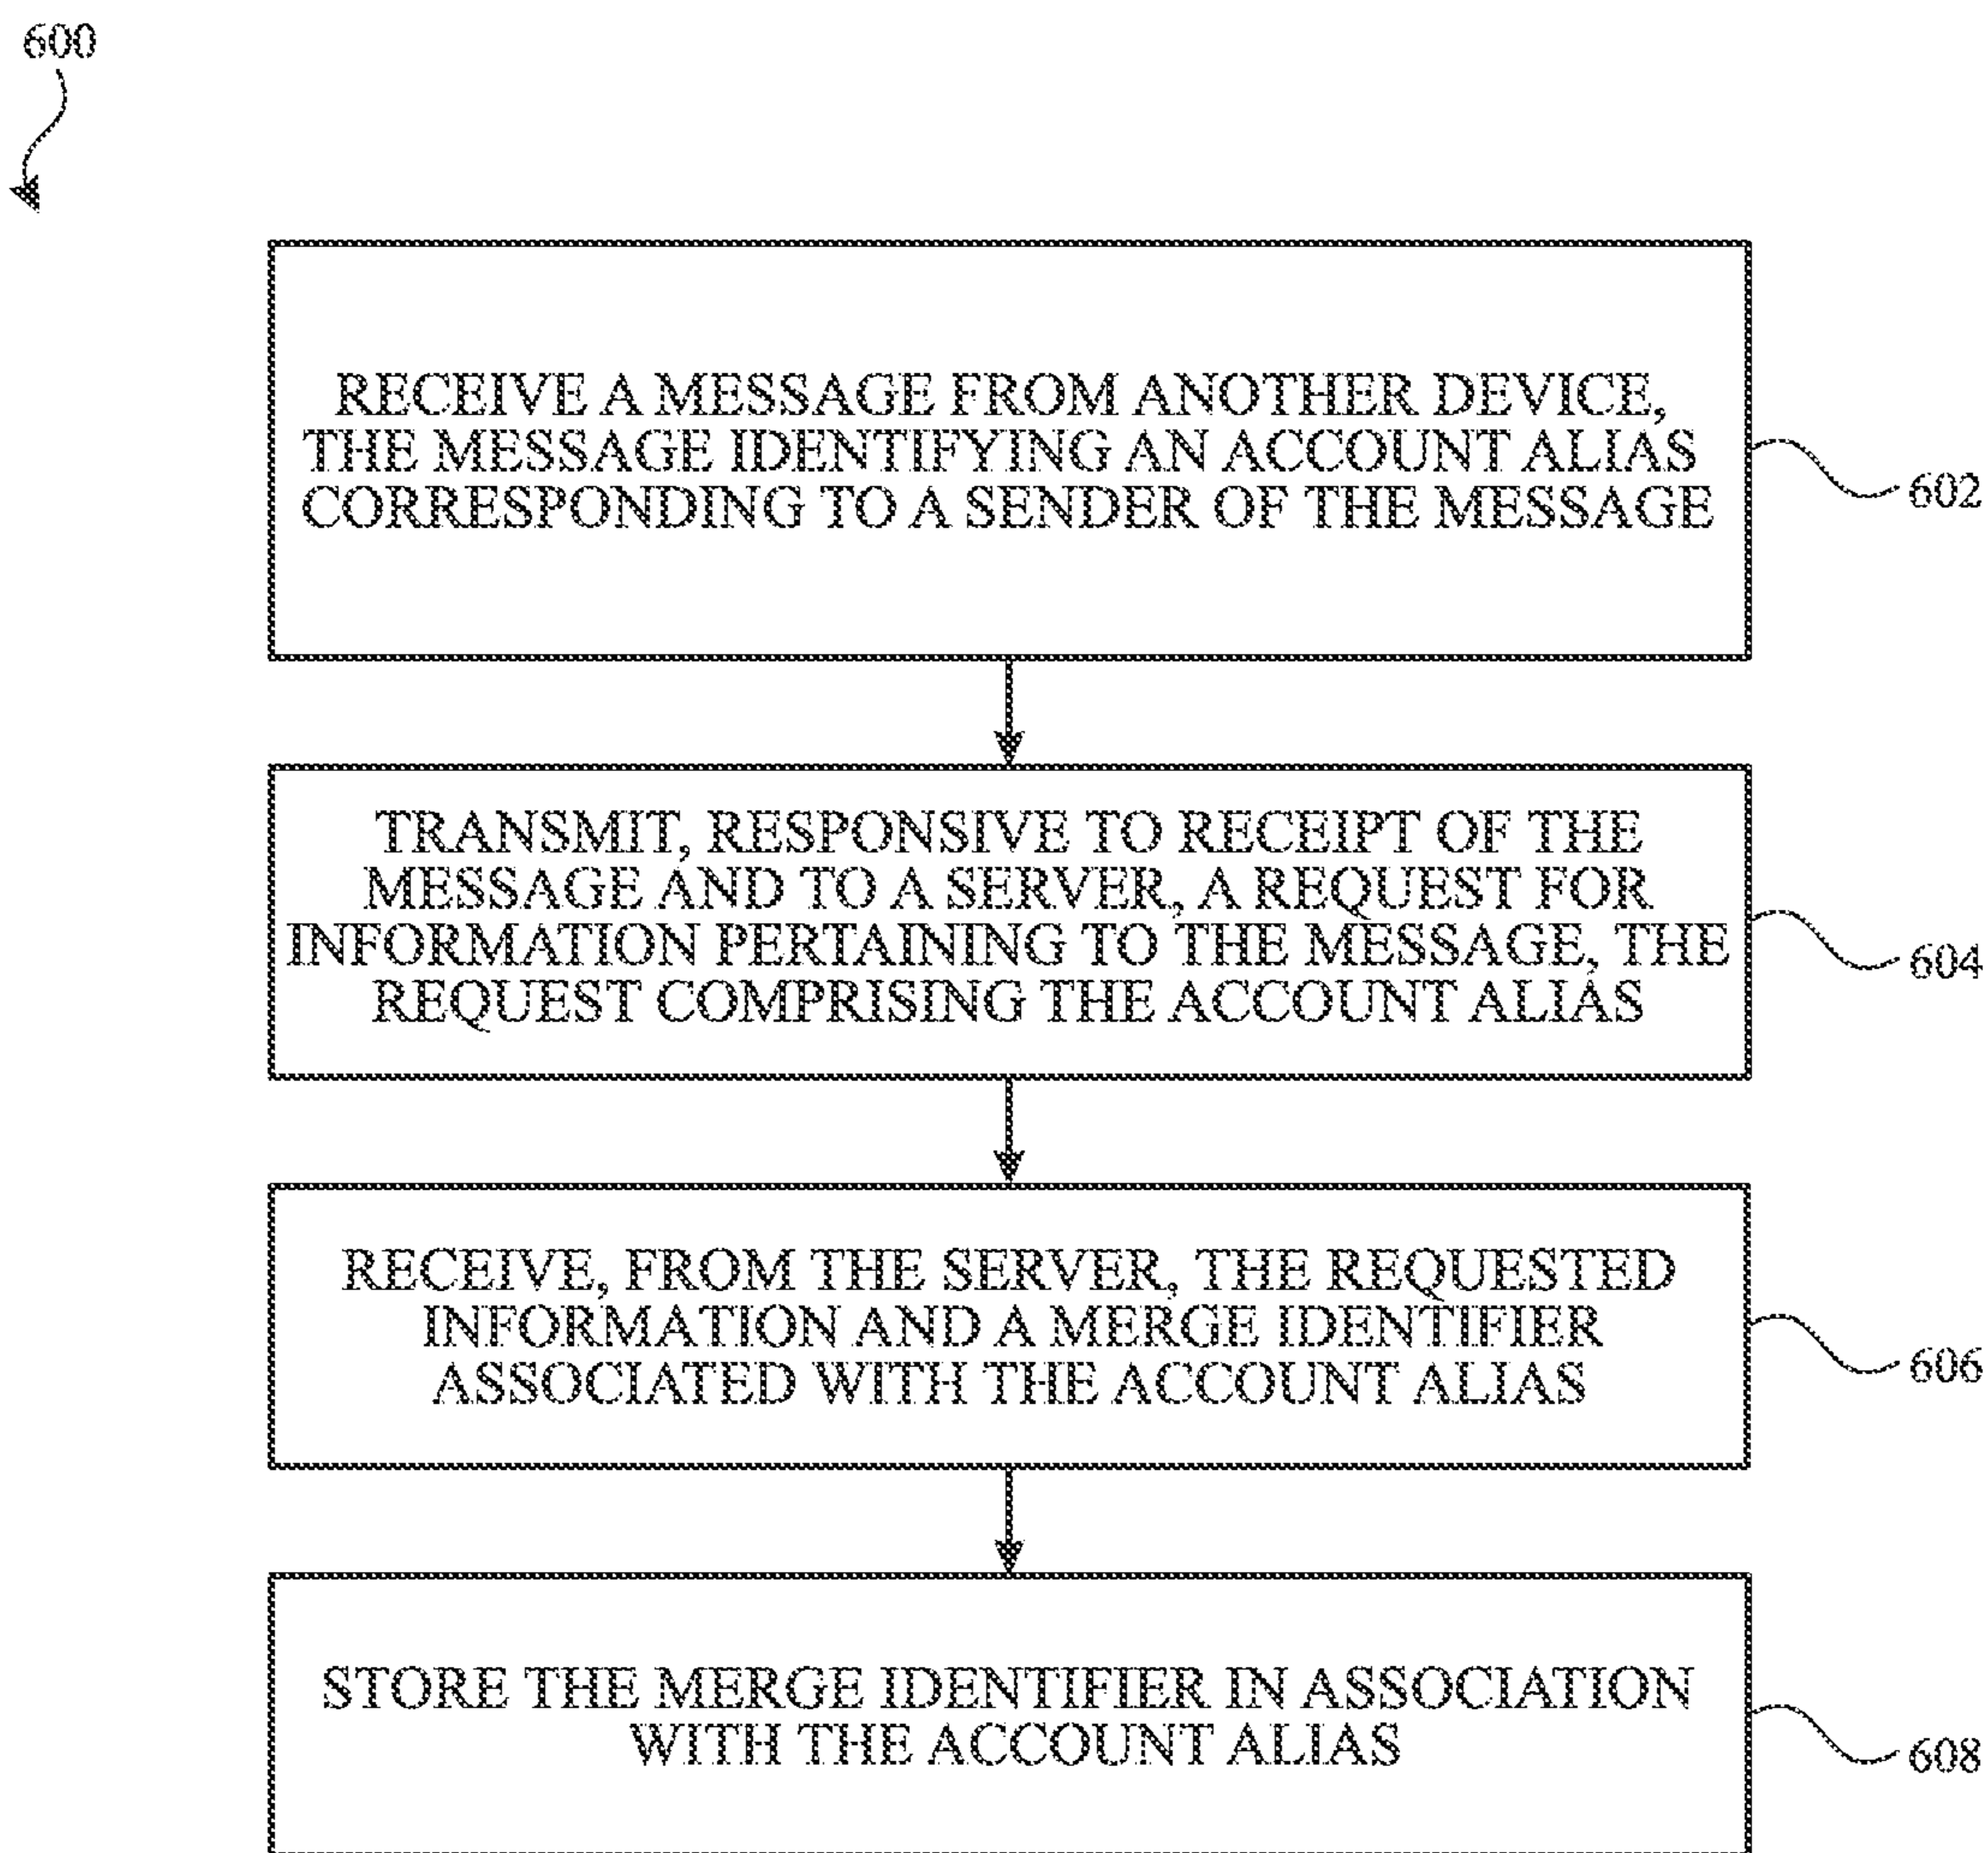 600
RECEIVE A MESSAGE FROM ANOTHER DEVICE,
THE MESSAGE IDENTIFYING AN ACCOUNT ALIAS
CORRESPONDING TO A SENDER OF THE MESSAGE
602
TRANSMIT, RESPONSIVE TO RECEIPT OF THE
MESSAGE AND TO A SERVER, A REQUEST FOR
INFORMATION PERTAINING TO THE MESSAGE, THE
REQUEST COMPRISING THE ACCOUNT ALIAS
604
RECEIVE, FROM THE SERVER, THE REQUESTED
INFORMATION AND A MERGE IDENTIFIER
ASSOCIATED WITH THE ACCOUNT ALIAS
606
STORE THE MERGE IDENTIFIER IN ASSOCIATION
WITH THE ACCOUNT ALIAS
608